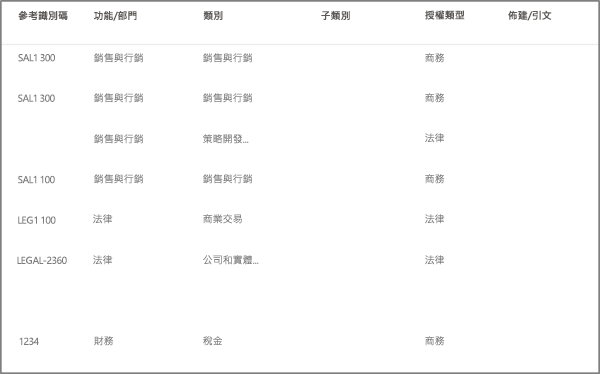 參考識別碼 功能/部門 類別 子類別 授權類型 佈建/引文
SAL1 300 銷售與行銷 銷售與行銷 商務
SAL1 300 銷售與行銷 銷售與行銷 商務
銷售與行銷 策略開發... 法律
SAL1 100 銷售與行銷 銷售與行銷 商務
LEG1 100 法律 商業交易 法律
LEGAL-2360 法律 公司和實體... 法律
1234 財務 稅金 商務